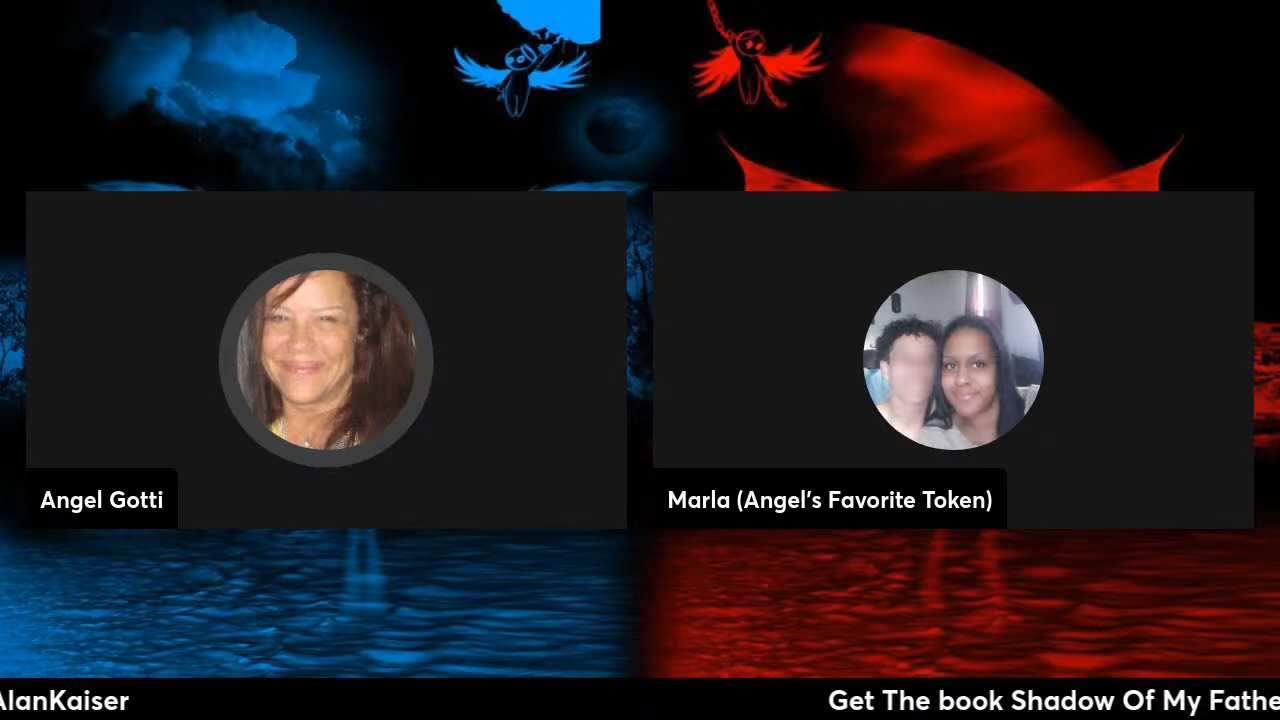 Angel Gotti
Marla (Angel's Favorite Token)
AlanKaiser
Get The book Shadow Of My Fathe